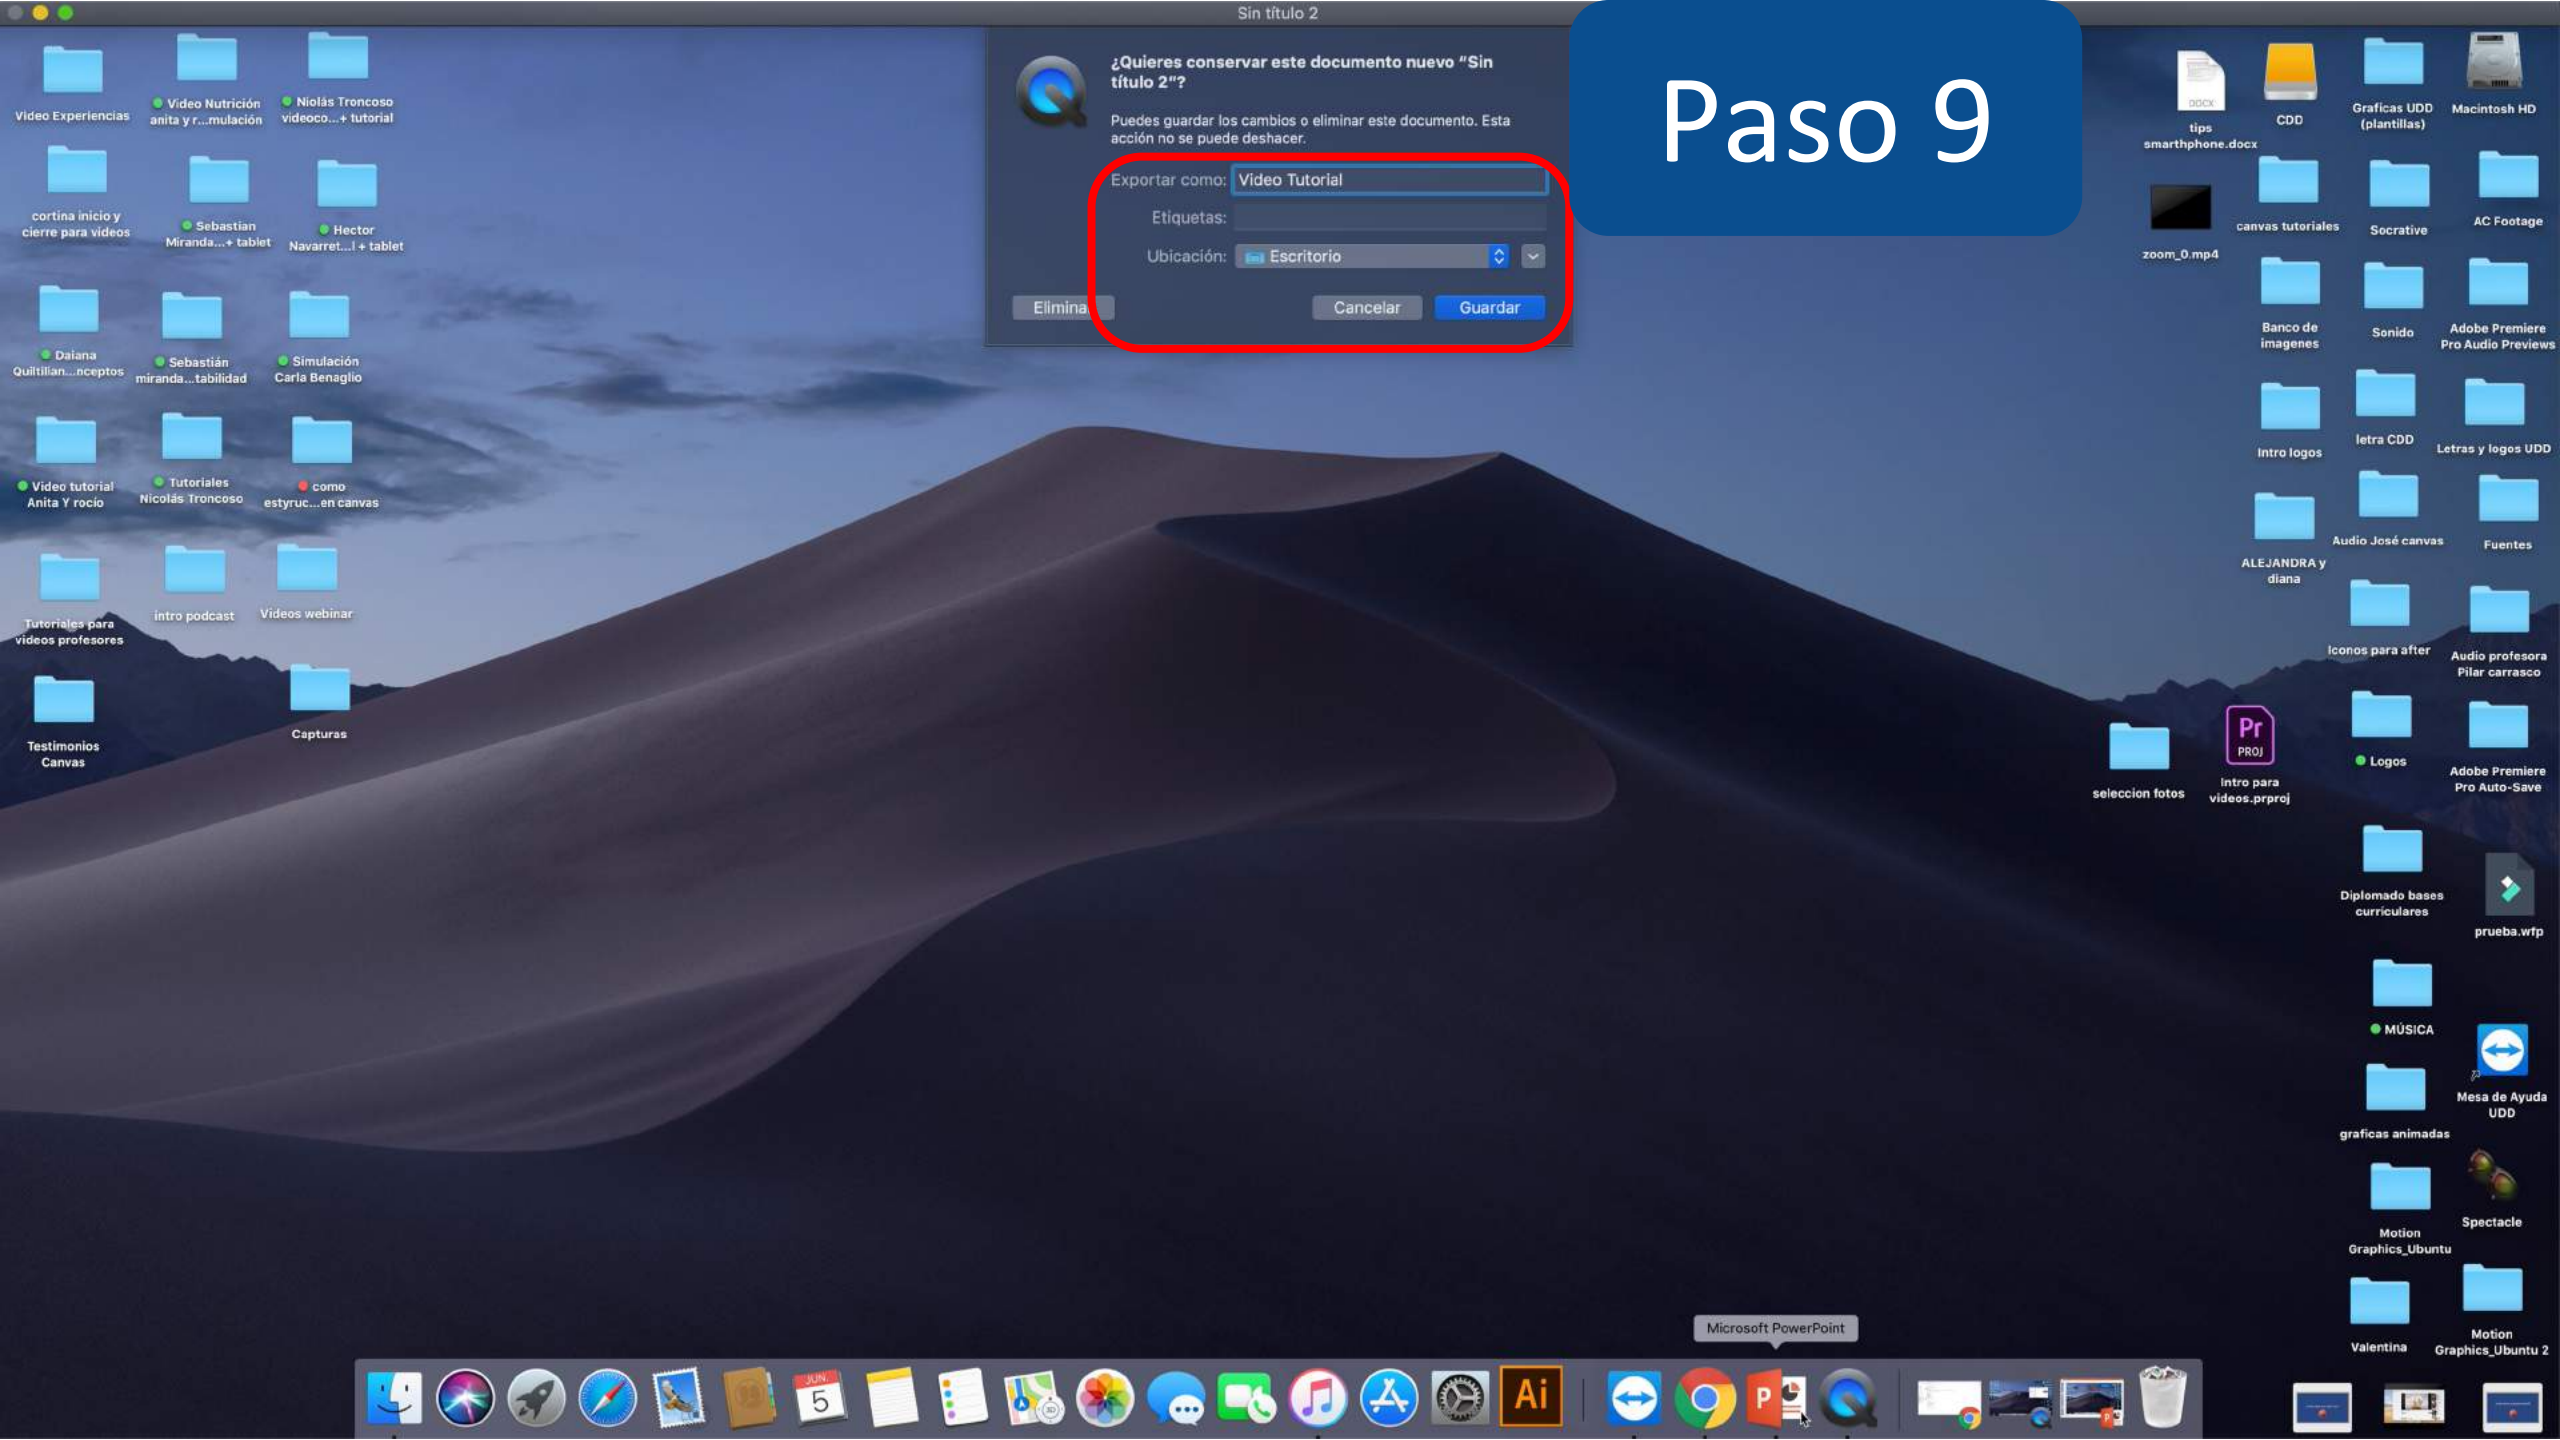 Sin título 2
¿Quieres conservar este documento nuevo “Sin
título 2”?
Puedes guardar los cambios o eliminar este documento. Esta
acción no se puede deshacer.
Exportar como: Video Tutorial
Etiquetas:
Ubicación: Escritorio
Elimina
Cancelar
Guardar
Paso 9
Video Experiencias
Video Nutrición
anita y r...mulación
Niolás Troncoso
videoco...+ tutorial
cortina inicio y
cierre para videos
Sebastian
Miranda...+ tablet
Hector
Navarret...l + tablet
Daiana
Quiltilian...nceptos
Sebastián
miranda...tabilidad
Simulación
Carla Benaglio
Video tutorial
Anita Y rocío
Tutoriales
Nicolás Troncoso
como
estyruc...en canvas
Tutoriales para
videos profesores
intro podcast
Videos webinar
Testimonios
Canvas
Capturas
DOCX
tips
smarthphone.docx
CDD
Graficas UDD
(plantillas)
Macintosh HD
zoom_0.mp4
canvas tutoriales
Socrative
AC Footage
Banco de
imagenes
Sonido
Adobe Premiere
Pro Audio Previews
Intro logos
letra CDD
Letras y logos UDD
ALEJANDRA y
diana
Audio José canvas
Fuentes
Iconos para after
Audio profesora
Pilar carrasco
seleccion fotos
Pr
PROJ
Intro para
videos.prproj
Logos
Adobe Premiere
Pro Auto-Save
Diplomado bases
curriculares
prueba.wfp
MÚSICA
Mesa de Ayuda
UDD
graficas animadas
Motion
Graphics_Ubuntu
Spectacle
Valentina
Motion
Graphics_Ubuntu 2
Microsoft PowerPoint
JUN.
5
3D
Ai
P